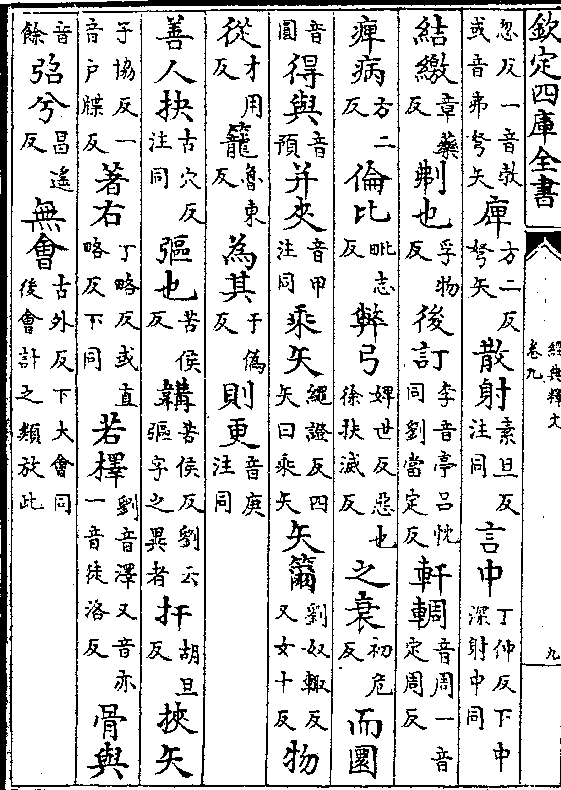 欽定四庫全書
經典釋文
卷九
九
忽反一音敎或音弗弩矢庳方二反弩矢散射素旦反注同言中丁仲反下中深射中同
結繳章藥反制也孚物反後訂李音亭呂忱同劉當定反軒輖音周一音定周反
痺病方二反倫比毗志反弊弓婢世反惡也徐扶滅反之衰初危反而圜
音圓得與音預并夾音甲注同乘矢繩證反四矢曰乘矢矢箙劉奴輙反又女十反物
從才用反籠魯東反為其于偽反則更音庚注同
善人抉古穴反注同彄也苦侯反韝苦侯反劉云彄字之異者扞胡旦反挾矢
子協反一音戶牒反著右丁略反或直略反下同若檡劉音澤又音亦一音徒洛反骨與
音餘弨兮昌遙反無會古外反下大會同後會計之類放此